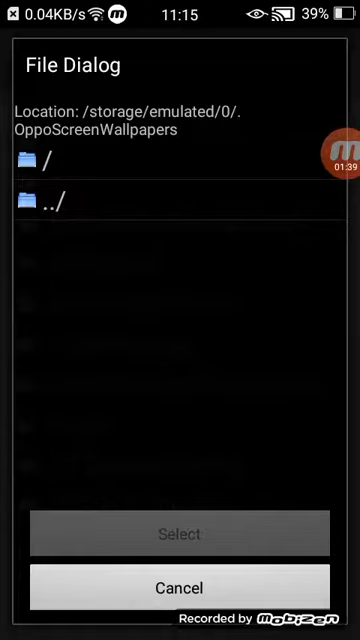 0.04KB/s 11:15 39%
File Dialog
Location: /storage/emulated/0/.
OppoScreenWallpapers
/
01:39
../
Select
Cancel
Recorded by mobizen